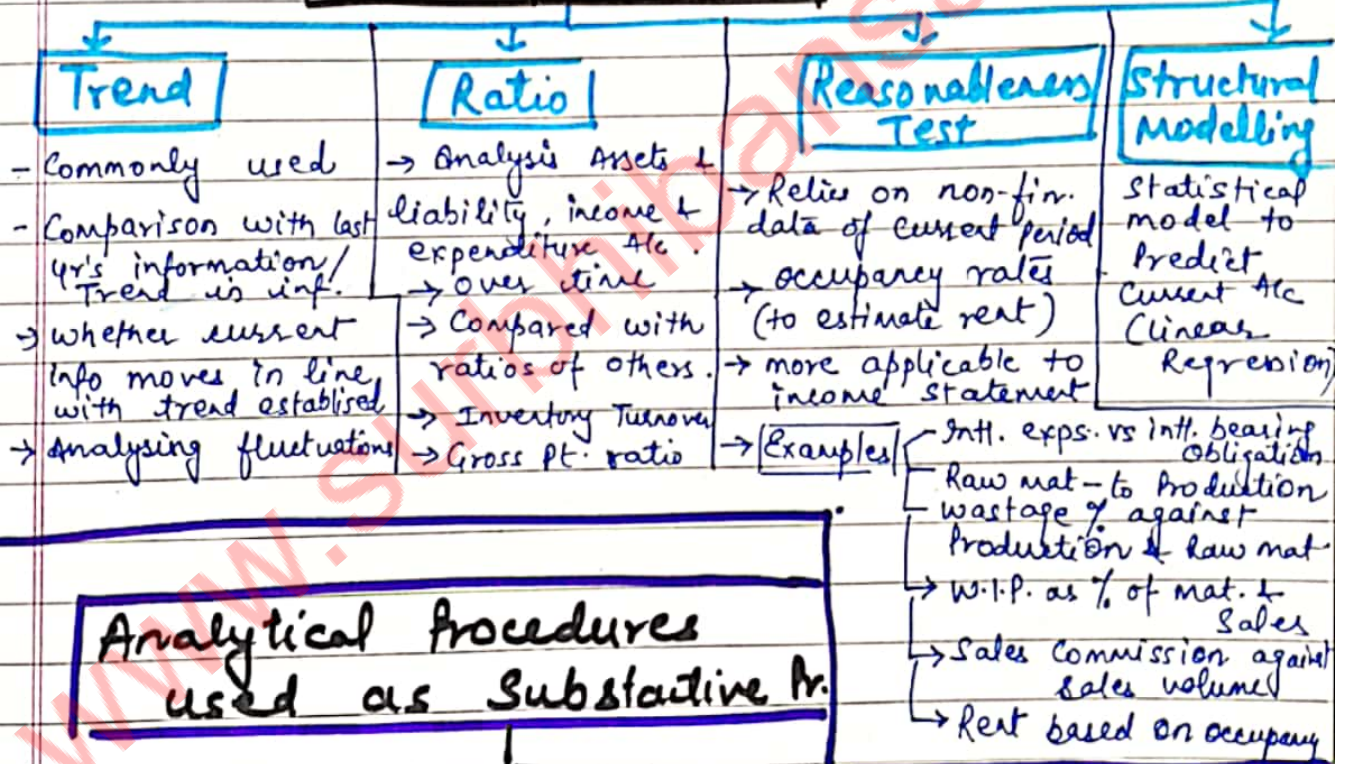 Trend
- Commonly used
- Comparison with last
yr's information/
Trend is inf.
→ whether current
info moves in line
with trend establised
→ Analysing fluctuations
Ratio
→ Analysis Assets &
liability, income &
expenditure A/c.
→ over time
→ Compared with
ratios of others.
→ Inventory Turnover
→ Gross Pt. ratio
Reasonableness
Test
→ Relies on non-fin.
data of current period
→ occupancy rates
(to estimate rent)
→ more applicable to
income statement
→ Examples
- Intt. exps. vs intt. bearing
obligation
- Raw mat - to Production
- wastage % against
Production & Raw mat.
→ W.I.P. as % of mat. &
Sales
→ Sales Commission against
Sales volume
→ Rent based on occupancy
Structural
Modelling
Statistical
model to
Predict
Current A/c
(linear
Regression)
Analytical Procedures
used as Substactive Pr.
www.surbhibans